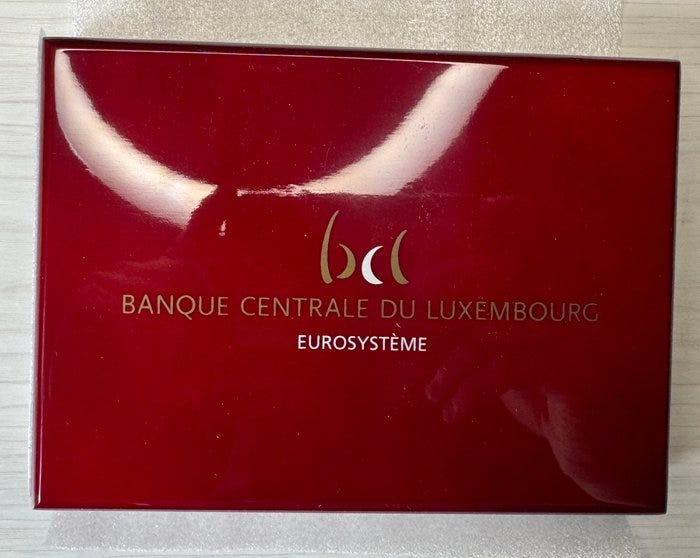 bcl
BANQUE CENTRALE DU LUXEMBOURG
EUROSYSTÈME